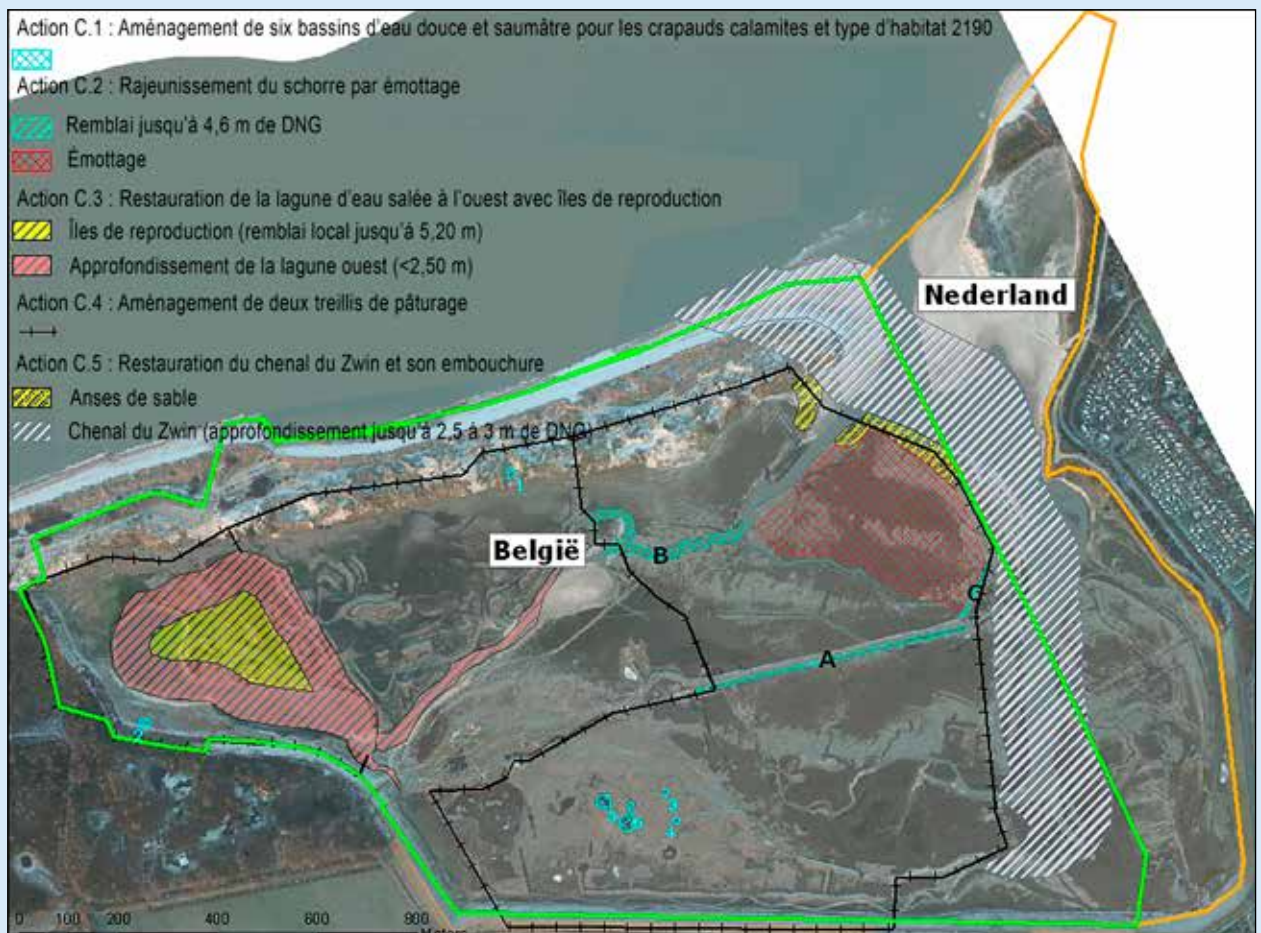 Action C.1 : Aménagement de six bassins d'eau douce et saumâtre pour les crapauds calamites et type d'habitat 2190
Action C.2 : Rajeunissement du schorre par émottage
Remblai jusqu'à 4,6 m de DNG
Émottage
Action C.3 : Restauration de la lagune d'eau salée à l'ouest avec îles de reproduction
Îles de reproduction (remblai local jusqu'á 5,20 m)
Approfondissement de la lagune ouest (<2,50 m)
Action C.4 : Aménagement de deux treillis de pâturage
Action C.5 : Restauration du chenal du Zwin et son embouchure
Anses de sable
Chenal du Zwin (approfondissement jusqu'à 2,5 à 3 m de DNG)
Nederland
België
B
C
A
0 100 200 400 600 800